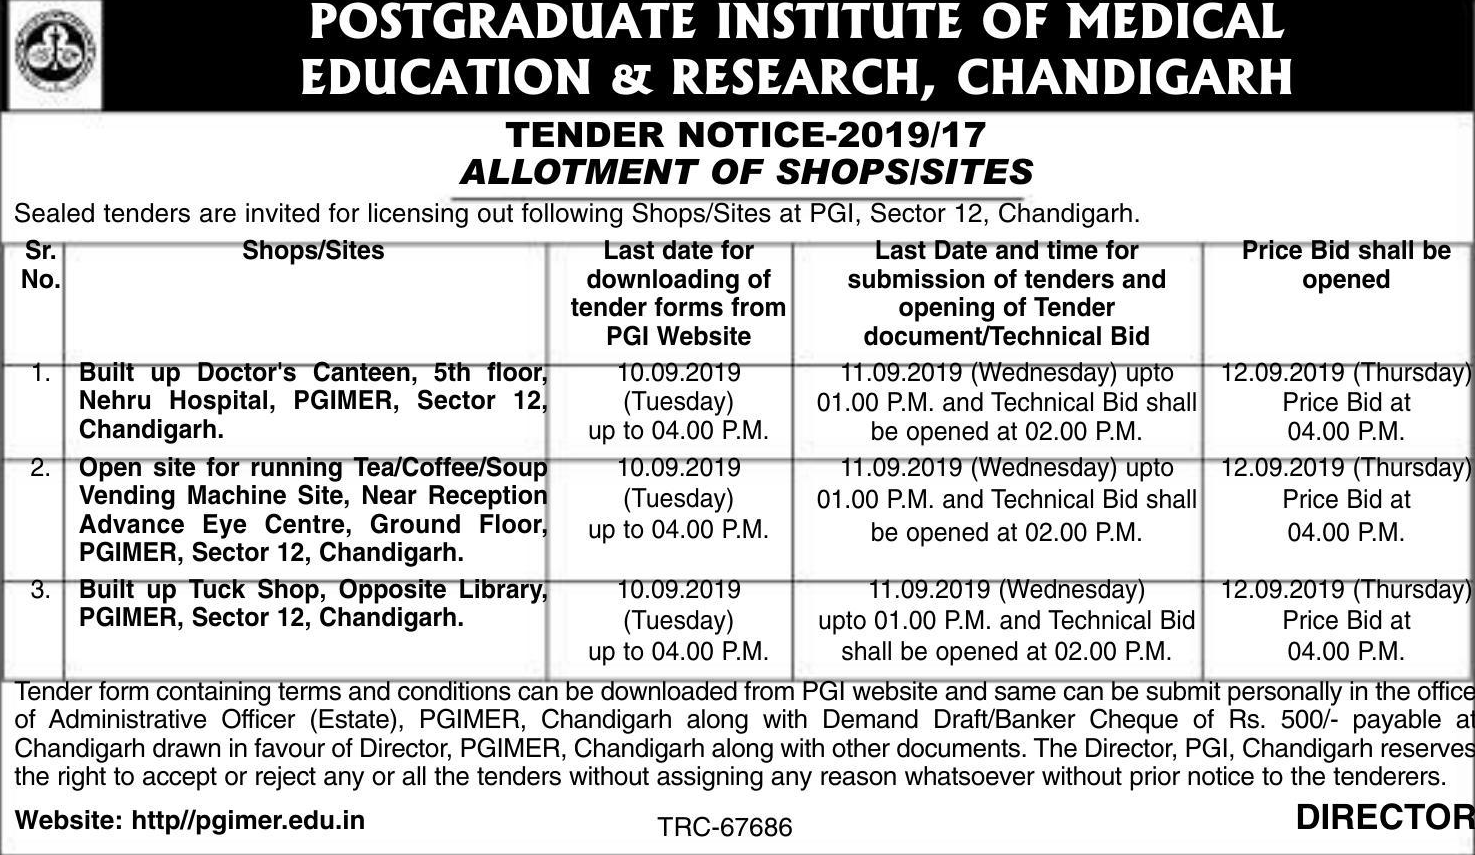 POSTGRADUATE INSTITUTE OF MEDICAL
EDUCATION & RESEARCH, CHANDIGARH
TENDER NOTICE-2019/17
ALLOTMENT OF SHOPS/SITES
Sealed tenders are invited for licensing out following Shops/Sites at PGI, Sector 12, Chandigarh.
Sr.
No.
Shops/Sites
Last date for
downloading of
tender forms from
PGI Website
Last Date and time for
submission of tenders and
opening of Tender
document/Technical Bid
Price Bid shall be
opened
1.
Built up Doctor's Canteen, 5th floor,
Nehru Hospital, PGIMER, Sector 12,
Chandigarh.
10.09.2019
(Tuesday)
up to 04.00 P.M.
11.09.2019 (Wednesday) upto
01.00 P.M. and Technical Bid shall
be opened at 02.00 P.M.
12.09.2019 (Thursday)
Price Bid at
04.00 P.M.
2.
Open site for running Tea/Coffee/Soup
Vending Machine Site, Near Reception
Advance Eye Centre, Ground Floor,
PGIMER, Sector 12, Chandigarh.
10.09.2019
(Tuesday)
up to 04.00 P.M.
11.09.2019 (Wednesday) upto
01.00 P.M. and Technical Bid shall
be opened at 02.00 P.M.
12.09.2019 (Thursday)
Price Bid at
04.00 P.M.
3.
Built up Tuck Shop, Opposite Library,
PGIMER, Sector 12, Chandigarh.
10.09.2019
(Tuesday)
up to 04.00 P.M.
11.09.2019 (Wednesday)
upto 01.00 P.M. and Technical Bid
shall be opened at 02.00 P.M.
12.09.2019 (Thursday)
Price Bid at
04.00 P.M.
Tender form containing terms and conditions can be downloaded from PGI website and same can be submit personally in the office
of Administrative Officer (Estate), PGIMER, Chandigarh along with Demand Draft/Banker Cheque of Rs. 500/- payable at
Chandigarh drawn in favour of Director, PGIMER, Chandigarh along with other documents. The Director, PGI, Chandigarh reserves
the right to accept or reject any or all the tenders without assigning any reason whatsoever without prior notice to the tenderers.
Website: http//pgimer.edu.in
TRC-67686
DIRECTOR